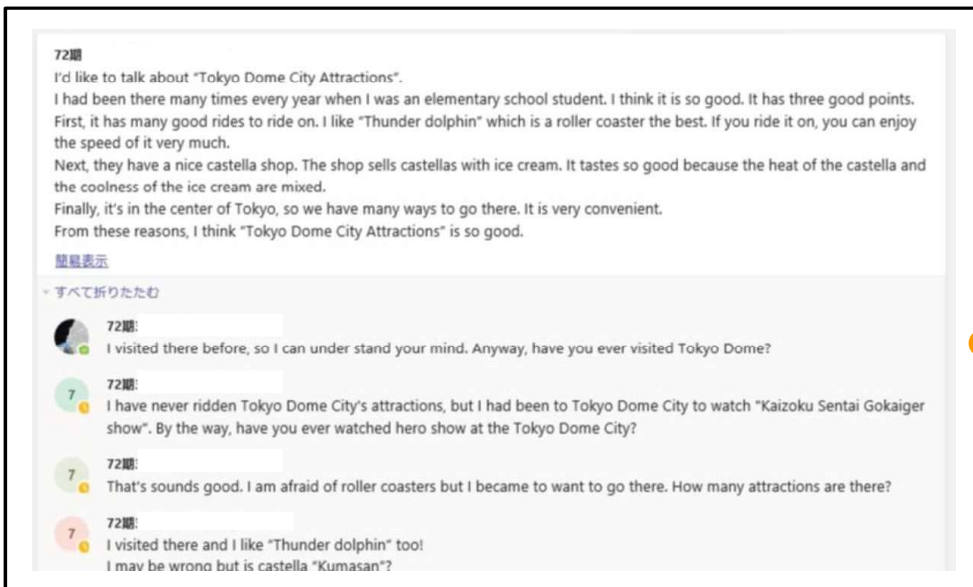 72期
I'd like to talk about "Tokyo Dome City Attractions".
I had been there many times every year when I was an elementary school student. I think it is so good. It has three good points.
First, it has many good rides to ride on. I like "Thunder dolphin" which is a roller coaster the best. If you ride it on, you can enjoy
the speed of it very much.
Next, they have a nice castella shop. The shop sells castellas with ice cream. It tastes so good because the heat of the castella and
the coolness of the ice cream are mixed.
Finally, it's in the center of Tokyo, so we have many ways to go there. It is very convenient.
From these reasons, I think "Tokyo Dome City Attractions" is so good.
簡易表示
すべて折りたたむ
72期:
I visited there before, so I can under stand your mind. Anyway, have you ever visited Tokyo Dome?
7
72期:
I have never ridden Tokyo Dome City's attractions, but I had been to Tokyo Dome City to watch "Kaizoku Sentai Gokaiger
show". By the way, have you ever watched hero show at the Tokyo Dome City?
7
72期:
That's sounds good. I am afraid of roller coasters but I became to want to go there. How many attractions are there?
7
72期:
I visited there and I like "Thunder dolphin" too!
I may be wrong but is castella "Kumasan"?